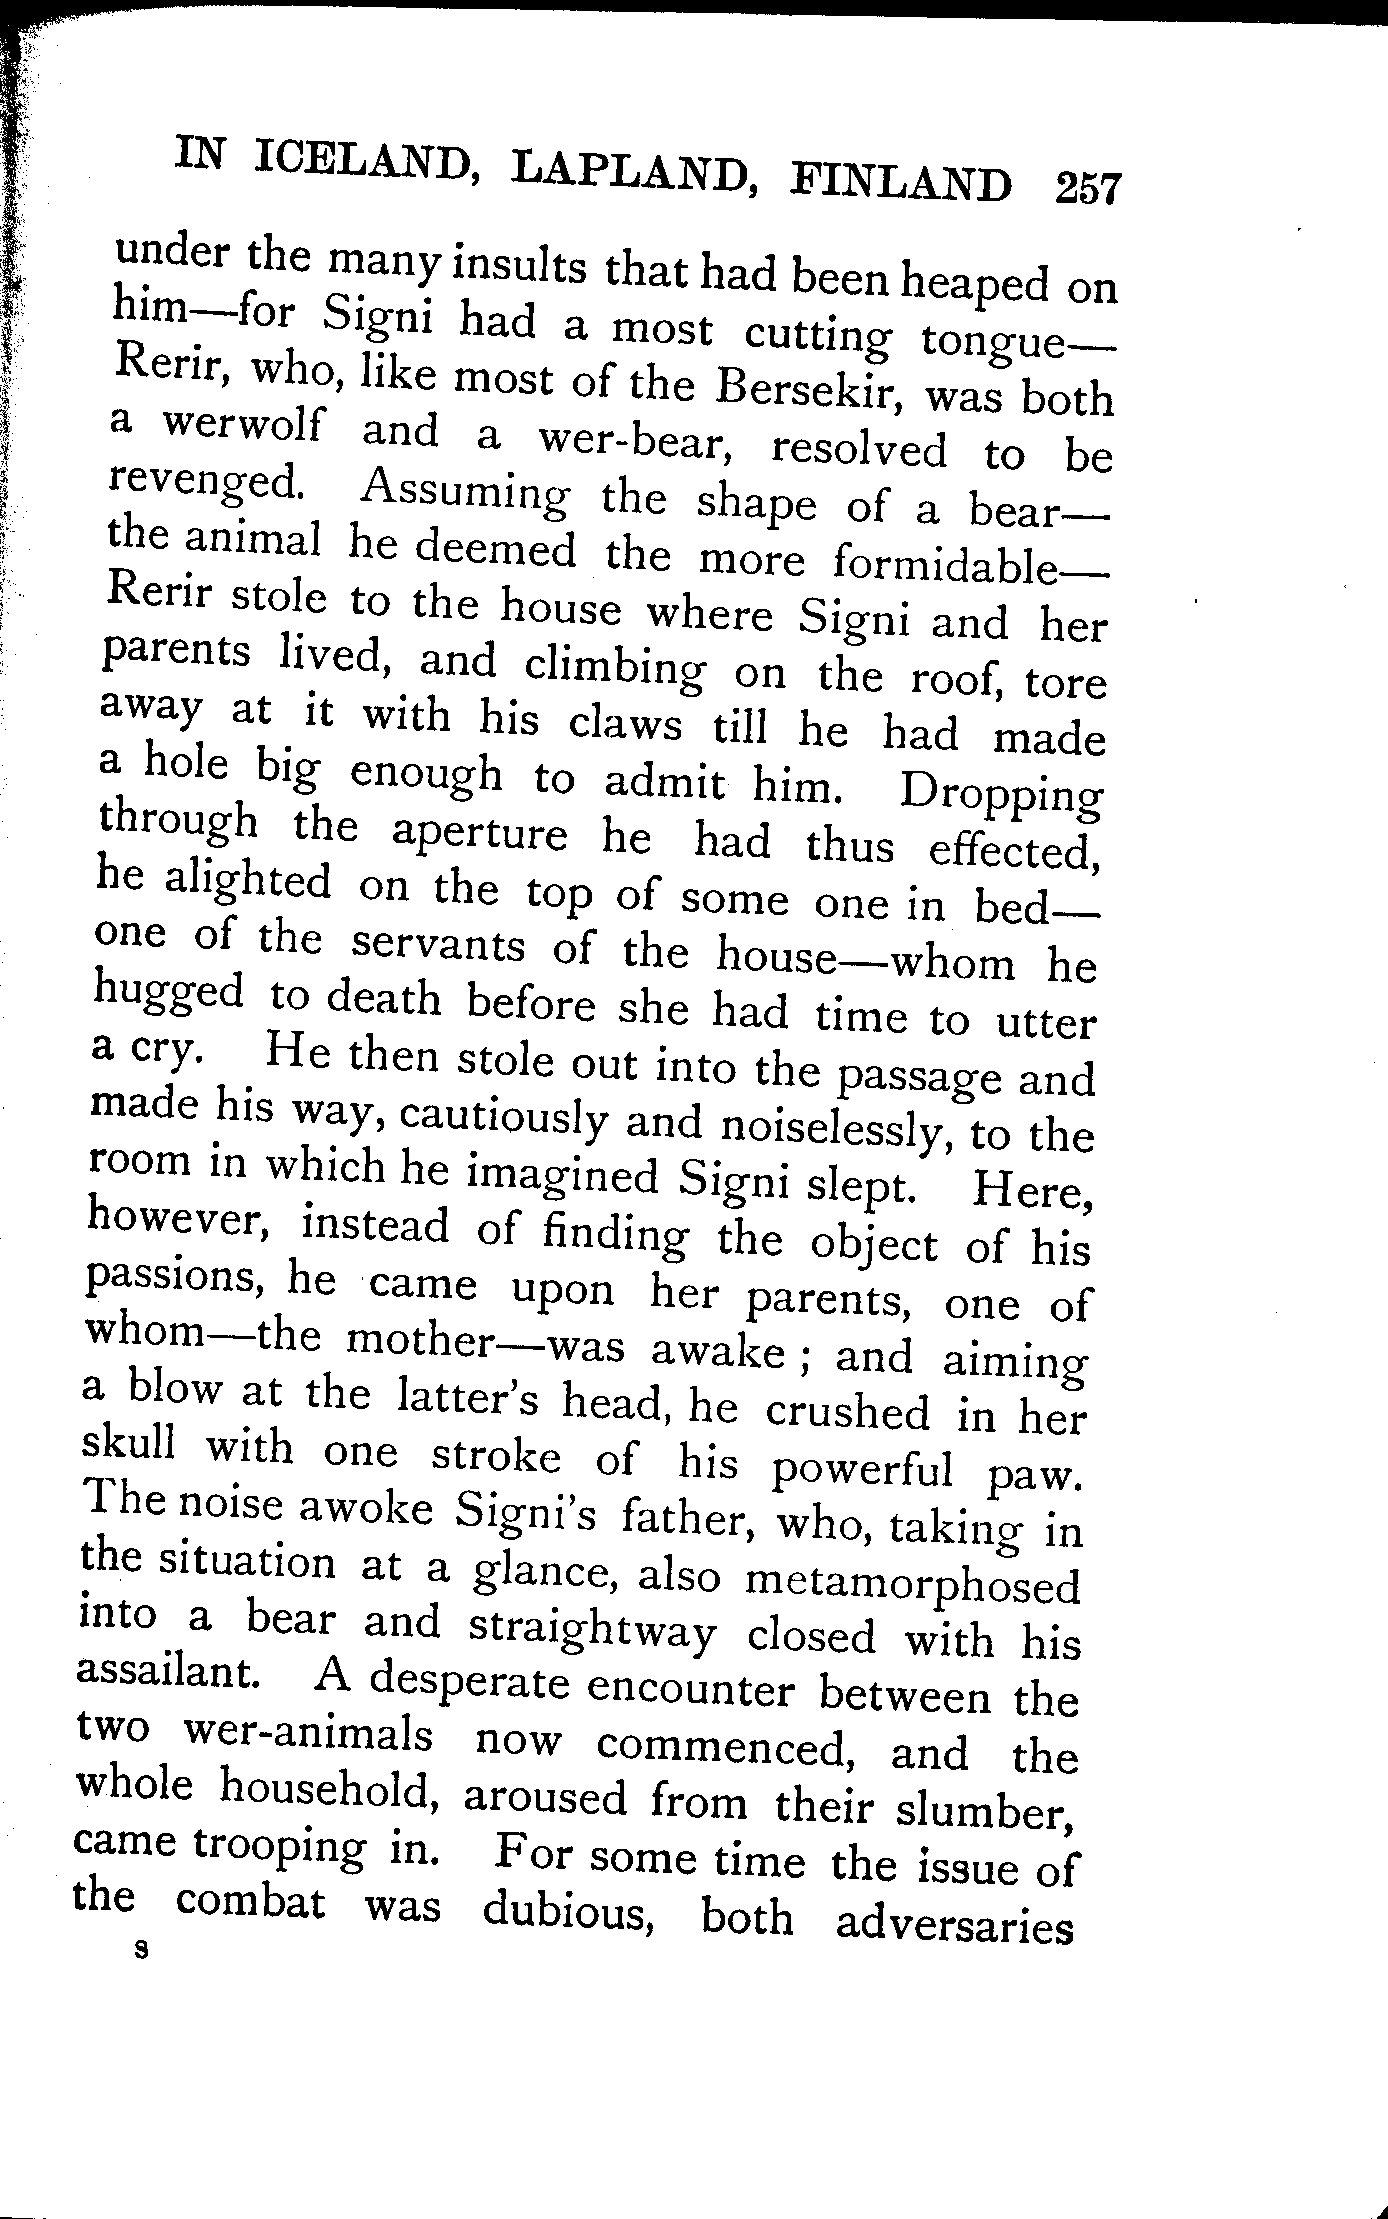 IN ICELAND, LAPLAND, FINLAND 257
under the many insults that had been heaped on
him—for Signi had a most cutting tongue—
Rerir, who, like most of the Bersekir, was both
a werwolf and a wer-bear, resolved to be
revenged. Assuming the shape of a bear—
the animal he deemed the more formidable—
Rerir stole to the house where Signi and her
parents lived, and climbing on the roof, tore
away at it with his claws till he had made
a hole big enough to admit him. Dropping
through the aperture he had thus effected,
he alighted on the top of some one in bed—
one of the servants of the house—whom he
hugged to death before she had time to utter
a cry. He then stole out into the passage and
made his way, cautiously and noiselessly, to the
room in which he imagined Signi slept. Here,
however, instead of finding the object of his
passions, he came upon her parents, one of
whom—the mother—was awake ; and aiming
a blow at the latter's head, he crushed in her
skull with one stroke of his powerful paw.
The noise awoke Signi's father, who, taking in
the situation at a glance, also metamorphosed
into a bear and straightway closed with his
assailant. A desperate encounter between the
two wer-animals now commenced, and the
whole household, aroused from their slumber,
came trooping in. For some time the issue of
the combat was dubious, both adversaries
S